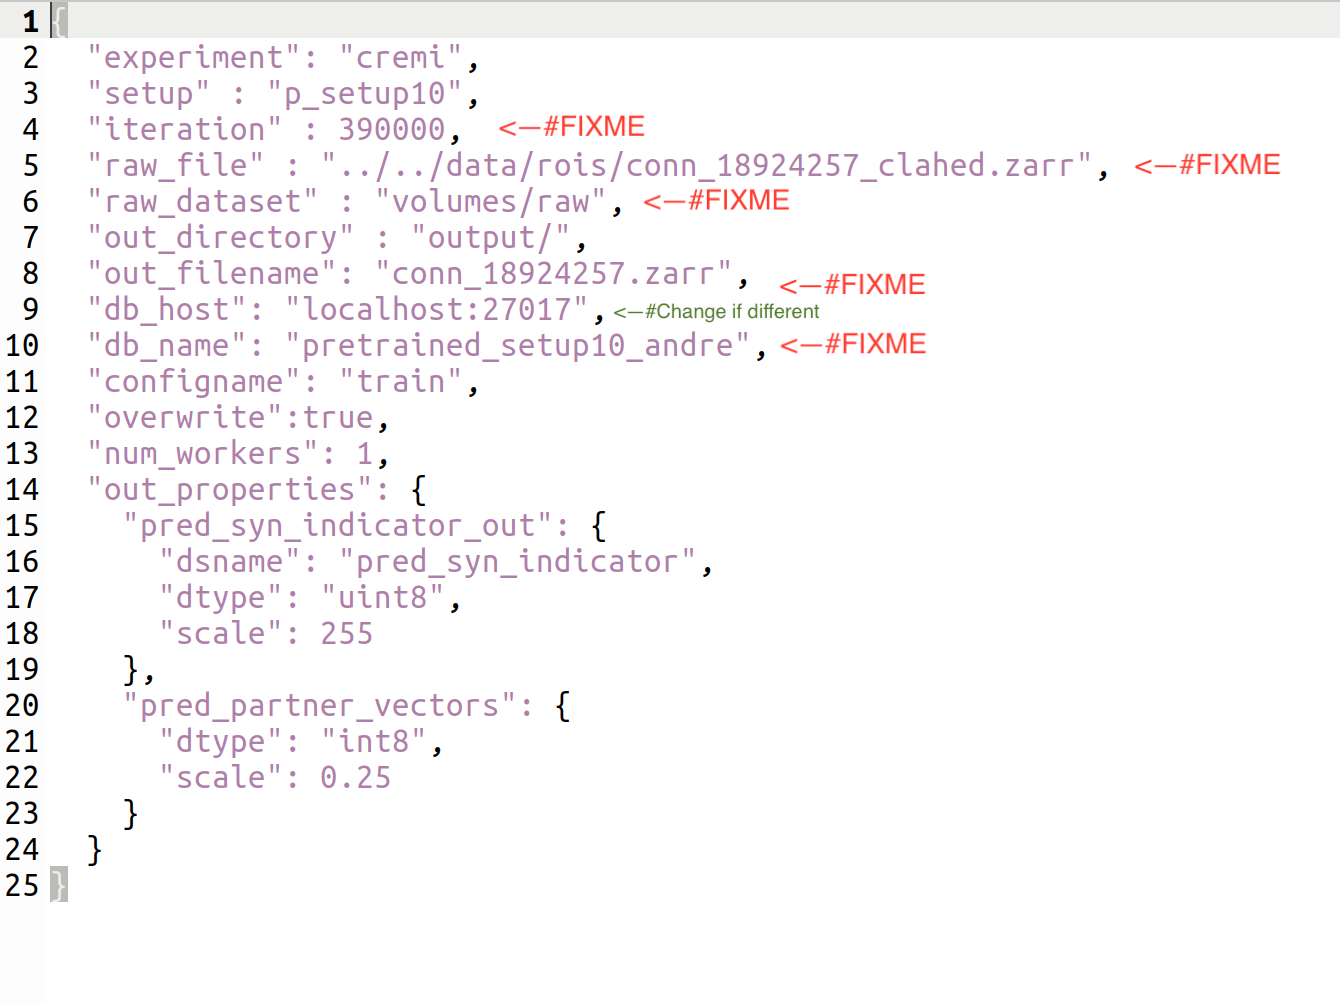 1 {
2 "experiment": "cremi",
3 "setup" : "p_setup10",
4 "iteration" : 390000, <—#FIXME
5 "raw_file" : "../../data/rois/conn_18924257_clahed.zarr", <—#FIXME
6 "raw_dataset" : "volumes/raw", <—#FIXME
7 "out_directory" : "output/",
8 "out_filename": "conn_18924257.zarr", <—#FIXME
9 "db_host": "localhost:27017", <—#Change if different
10 "db_name": "pretrained_setup10_andre", <—#FIXME
11 "configname": "train",
12 "overwrite":true,
13 "num_workers": 1,
14 "out_properties": {
15 "pred_syn_indicator_out": {
16 "dsname": "pred_syn_indicator",
17 "dtype": "uint8",
18 "scale": 255
19 },
20 "pred_partner_vectors": {
21 "dtype": "int8",
22 "scale": 0.25
23 }
24 }
25 }